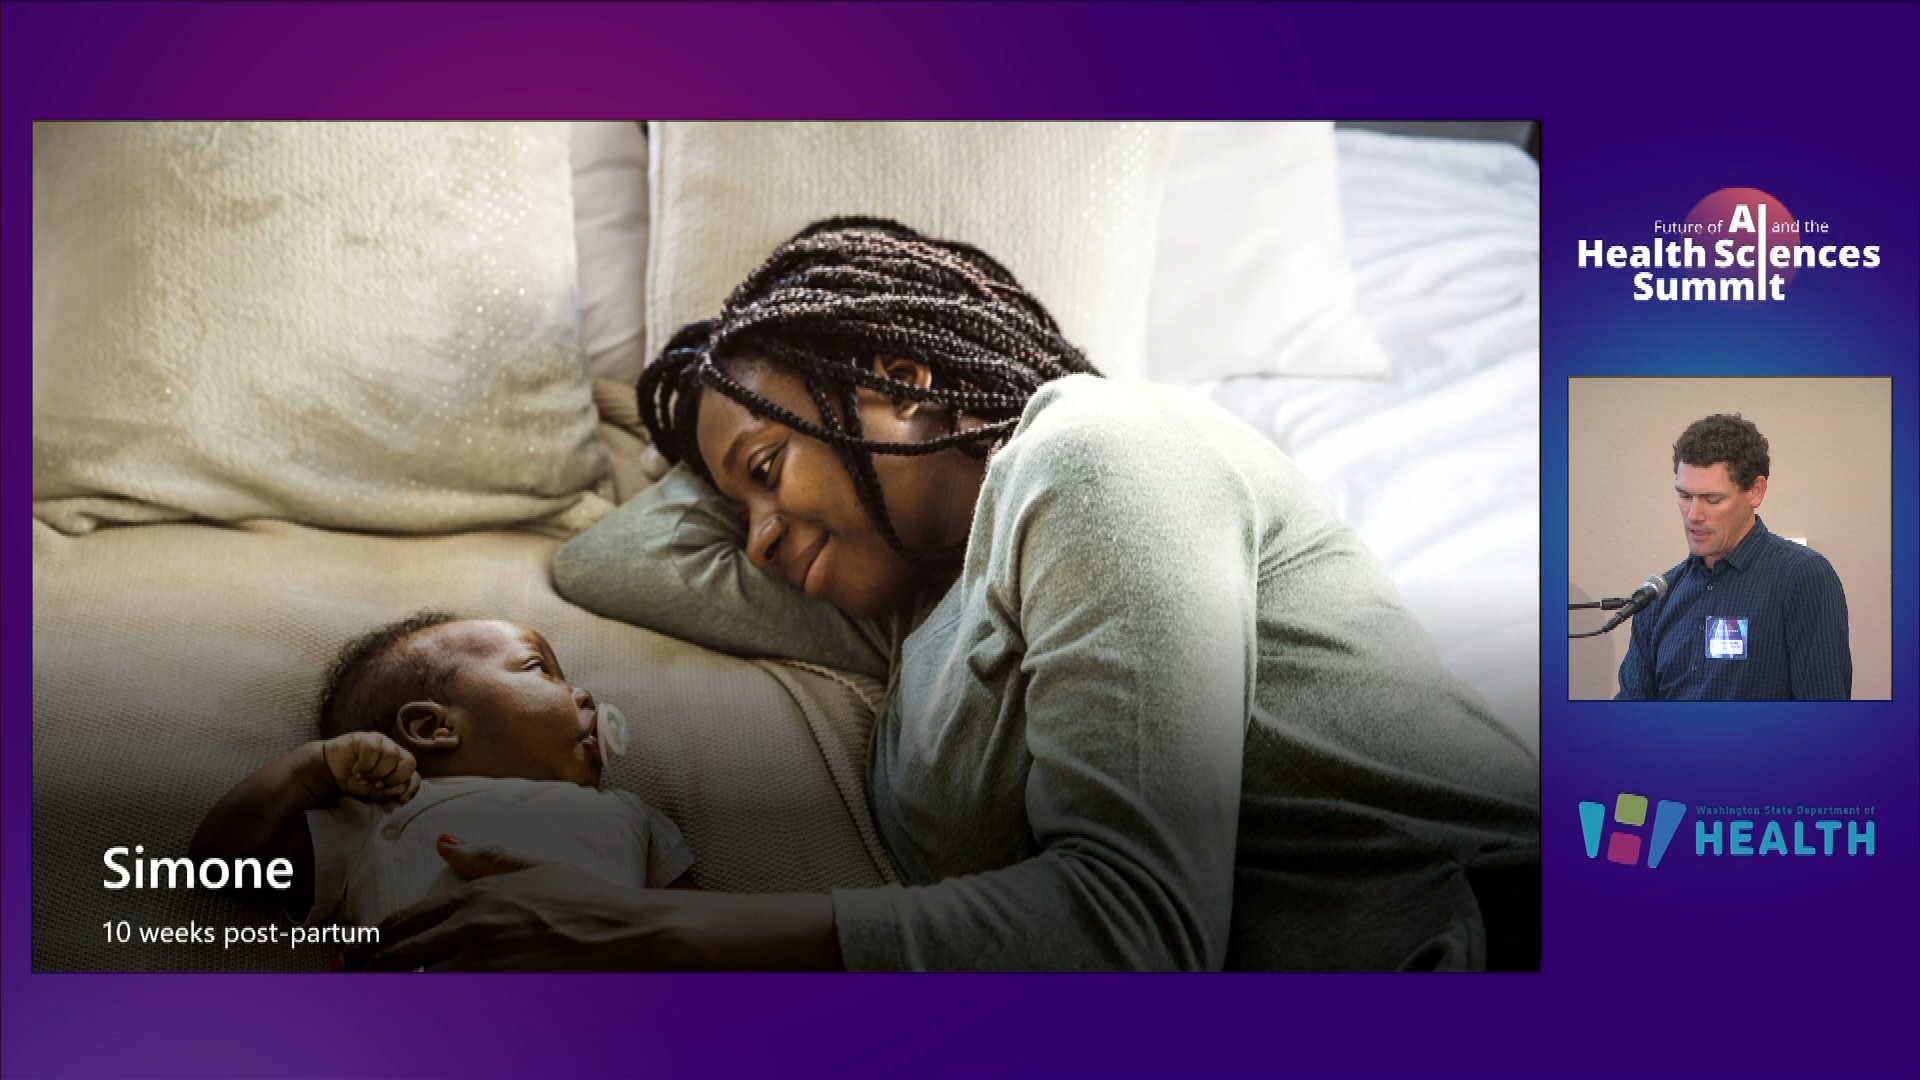 Future of AI and the
Health Sciences
Summit
Simone
10 weeks post-partum
Washington State Department of
HEALTH